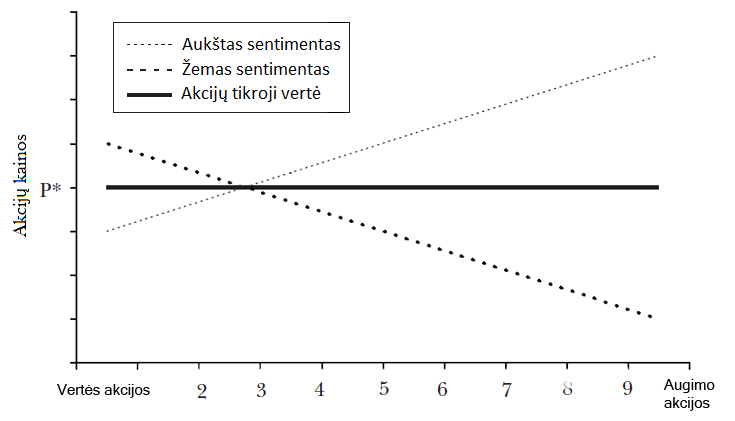 Aukštas sentimentas
Žemas sentimentas
Akcijų tikroji vertė
Akcijų kainos
P*
Vertės akcijos 2 3 4 5 6 7 8 9 Augimo
akcijos